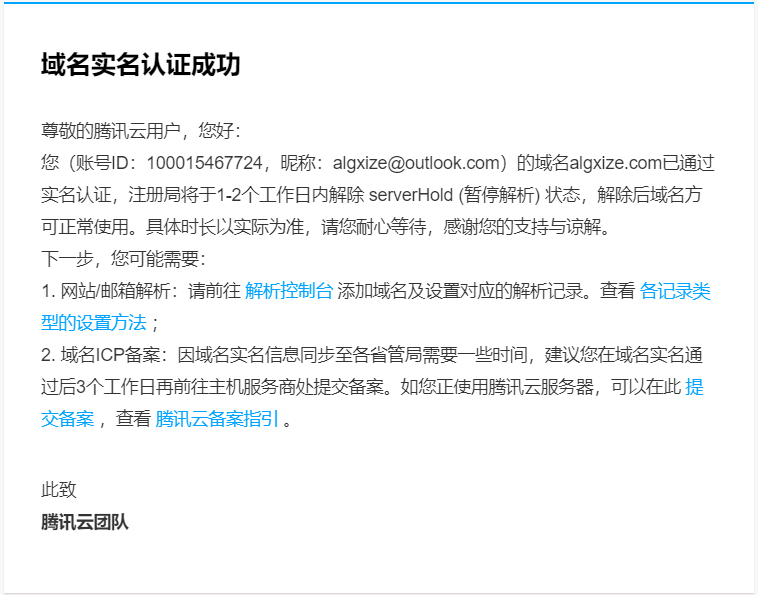 域名实名认证成功
尊敬的腾讯云用户，您好：
您（账号ID：100015467724，昵称：algxize@outlook.com）的域名algxize.com已通过
实名认证，注册局将于1-2个工作日内解除 serverHold (暂停解析) 状态，解除后域名方
可正常使用。具体时长以实际为准，请您耐心等待，感谢您的支持与谅解。
下一步，您可能需要：
1. 网站/邮箱解析：请前往 解析控制台 添加域名及设置对应的解析记录。查看 各记录类
型的设置方法 ；
2. 域名ICP备案：因域名实名信息同步至各省管局需要一些时间，建议您在域名实名通
过后3个工作日再前往主机服务商处提交备案。如您正使用腾讯云服务器，可以在此 提
交备案 ，查看 腾讯云备案指引 。
此致
腾讯云团队